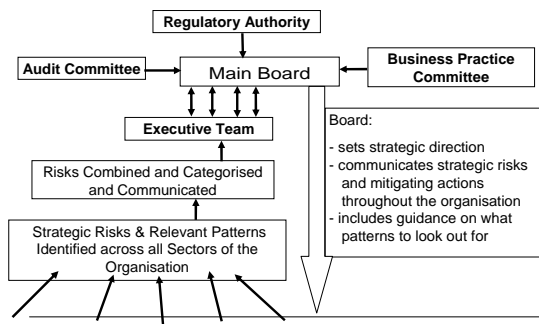 Regulatory Authority
Audit Committee
Main Board
Business Practice
Committee
Executive Team
Risks Combined and Categorised
and Communicated
Strategic Risks & Relevant Patterns
Identified across all Sectors of the
Organisation
Board:
- sets strategic direction
- communicates strategic risks
and mitigating actions
throughout the organisation
- includes guidance on what
patterns to look out for